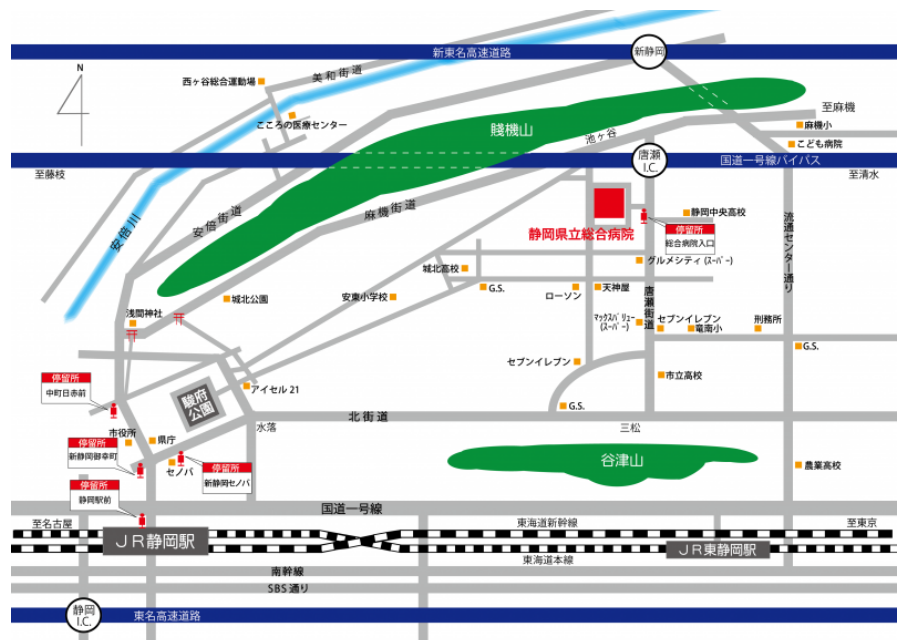 新東名高速道路
新静岡
N
美和街道
西ヶ谷総合運動場
こころの医療センター
賤機山
池ヶ谷
至麻機
麻機小
こども病院
唐瀬
I.C.
国道一号線バイパス
至藤枝
至清水
安倍川
安倍街道
麻機街道
静岡県立総合病院
静岡中央高校
停留所
総合病院入口
流通センター通り
グルメシティ (スーパー)
城北高校
城北公園
安東小学校
G.S.
ローソン
天神屋
唐瀬街道
浅間神社
マックスバリュー
(スーパー)
セブンイレブン
竜南小
刑務所
G.S.
セブンイレブン
市立高校
停留所
中町日赤前
駿府
公園
アイセル 21
G.S.
北街道
水落
三松
市役所
県庁
停留所
新静岡御幸町
セノバ
停留所
新静岡セノバ
谷津山
農業高校
停留所
静岡駅前
国道一号線
至名古屋
東海道新幹線
至東京
JR静岡駅
JR東静岡駅
東海道本線
南幹線
SBS通り
静岡
I.C.
東名高速道路